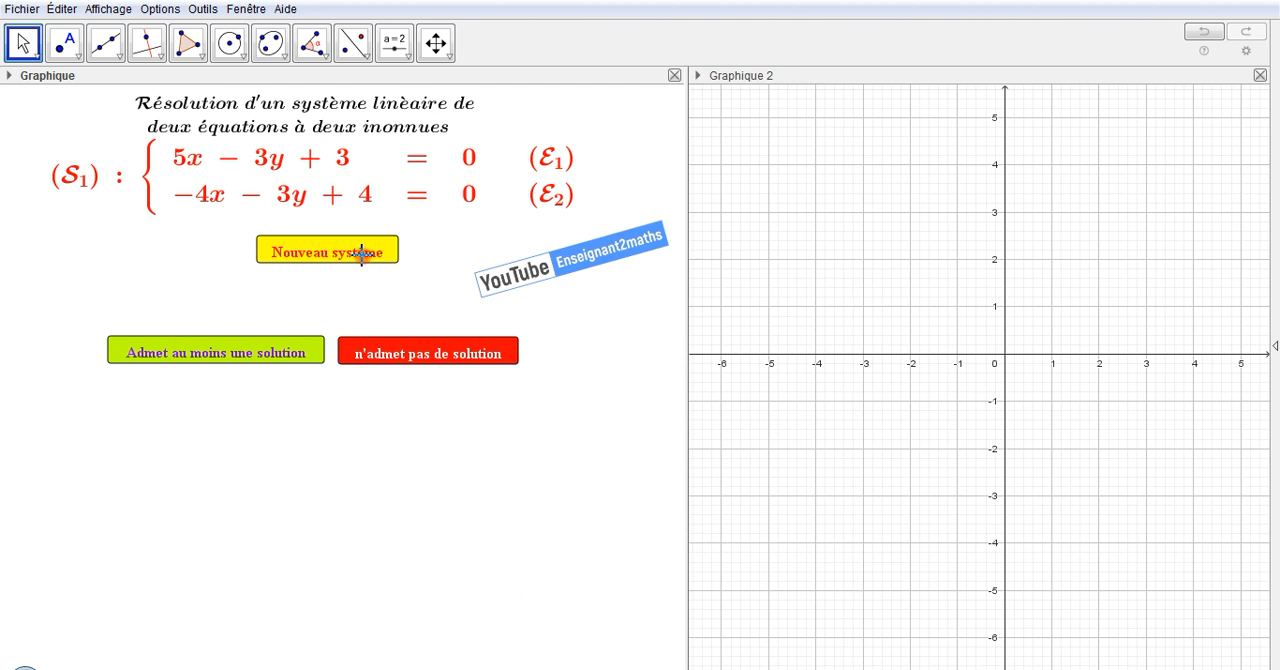 Fichier Éditer Affichage Options Outils Fenêtre Aide
A α a = 2
Graphique
Graphique 2
Résolution d'un système linèaire de
deux équations à deux inonnues
(S₁) : { 5x − 3y + 3 = 0 (E₁)
−4x − 3y + 4 = 0 (E₂)
Nouveau système
YouTube Enseignant2maths
Admet au moins une solution
n'admet pas de solution
5
4
3
2
1
-6 -5 -4 -3 -2 -1 0 1 2 3 4 5
-1
-2
-3
-4
-5
-6